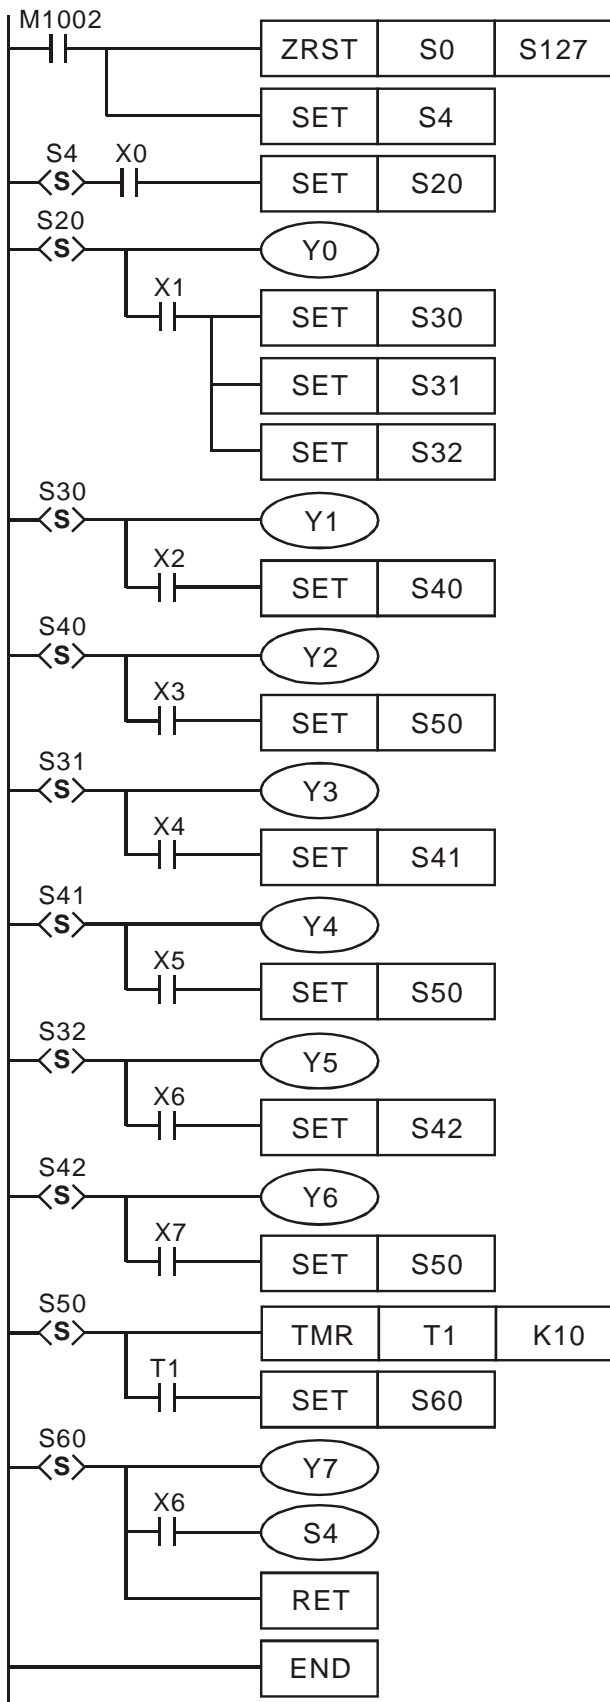 M1002
ZRST S0 S127
SET S4
S4 X0
S SET S20
S20
S Y0
X1
SET S30
SET S31
SET S32
S30
S Y1
X2
SET S40
S40
S Y2
X3
SET S50
S31
S Y3
X4
SET S41
S41
S Y4
X5
SET S50
S32
S Y5
X6
SET S42
S42
S Y6
X7
SET S50
S50
S TMR T1 K10
T1
SET S60
S60
S Y7
X6
S4
RET
END